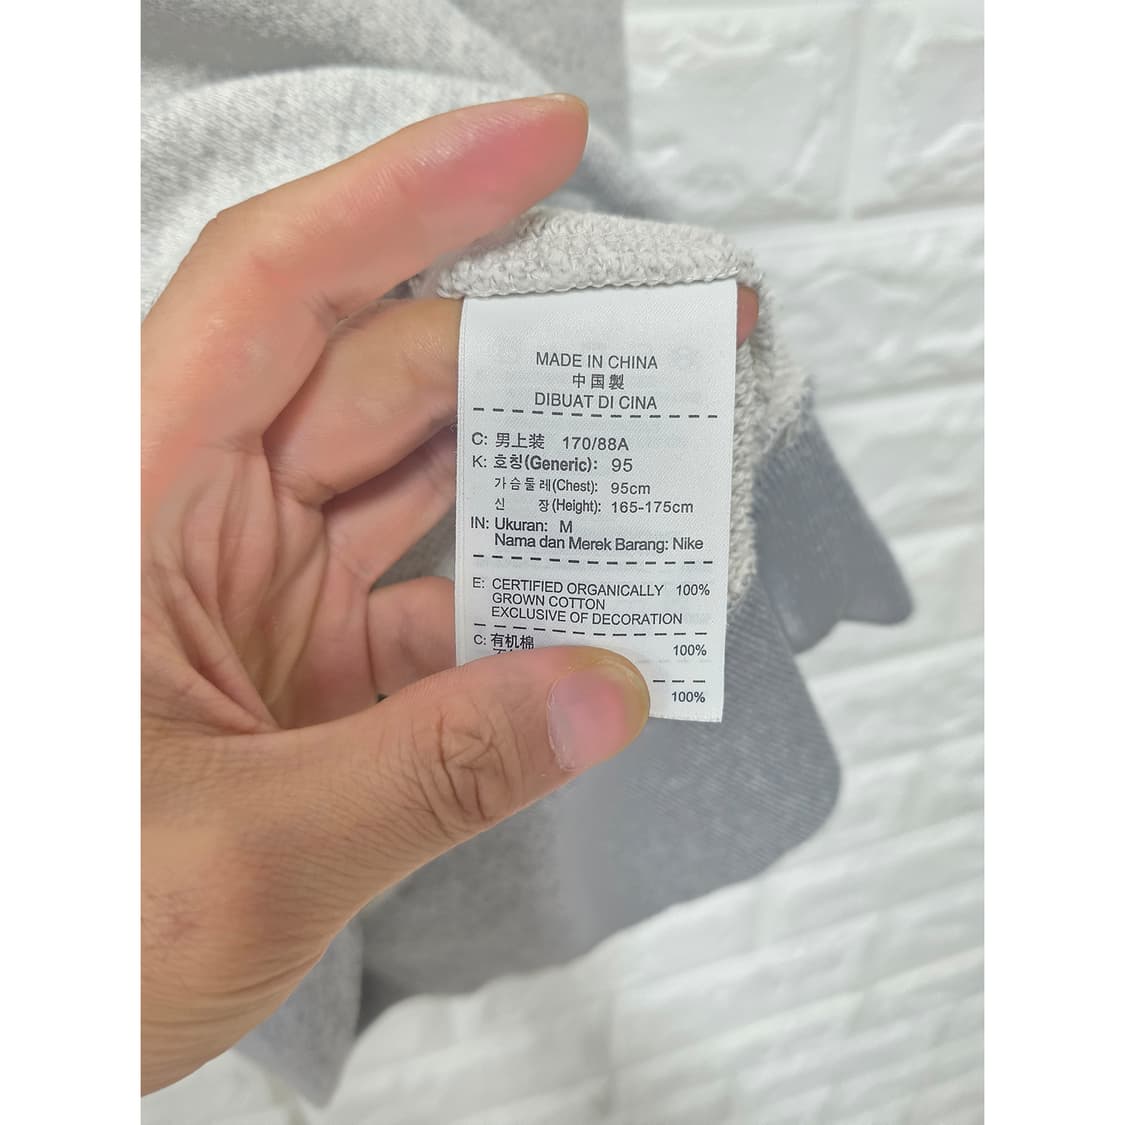 MADE IN CHINA
中国製
DIBUAT DI CINA
C: 男上装 170/88A
K: 호칭(Generic): 95
가슴둘레(Chest): 95cm
신 장(Height): 165-175cm
IN: Ukuran: M
Nama dan Merek Barang: Nike
E: CERTIFIED ORGANICALLY 100%
GROWN COTTON
EXCLUSIVE OF DECORATION
C: 有机棉 100%
100%